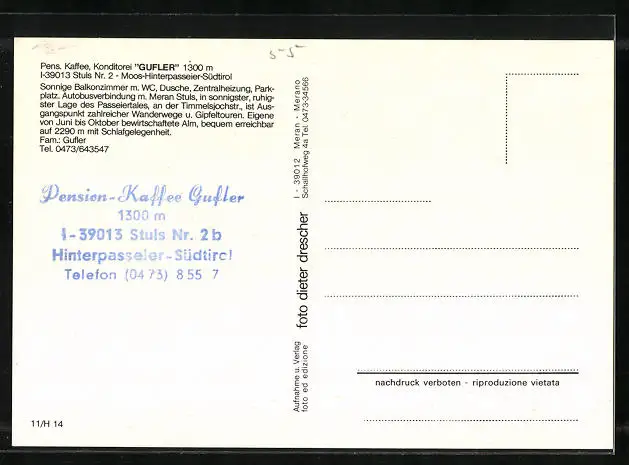 Pens. Kaffee, Konditorei "GUFLER" 1300 m
I-39013 Stuls Nr. 2 - Moos-Hinterpasseier-Südtirol
Sonnige Balkonzimmer m. WC, Dusche, Zentralheizung, Park-
platz. Autobusverbindung m. Meran Stuls, in sonnigster, ruhig-
ster Lage des Passeiertales, an der Timmelsjochstr., ist Aus-
gangspunkt zahlreicher Wanderwege u. Gipfeltouren. Eigene
von Juni bis Oktober bewirtschaftete Alm, bequem erreichbar
auf 2290 m mit Schlafgelegenheit.
Fam.: Gufler
Tel. 0473/643547
Pension-Kaffee Gufler
1300 m
I-39013 Stuls Nr. 2b
Hinterpasseier-Südtirol
Telefon (0473) 855 7
11/H 14
5-5-
I - 39012 Meran - Merano
Schallhofweg 4a Tel. 0473-34566
foto dieter drescher
Aufnahme u. Verlag
foto ed edizione
nachdruck verboten - riproduzione vietata